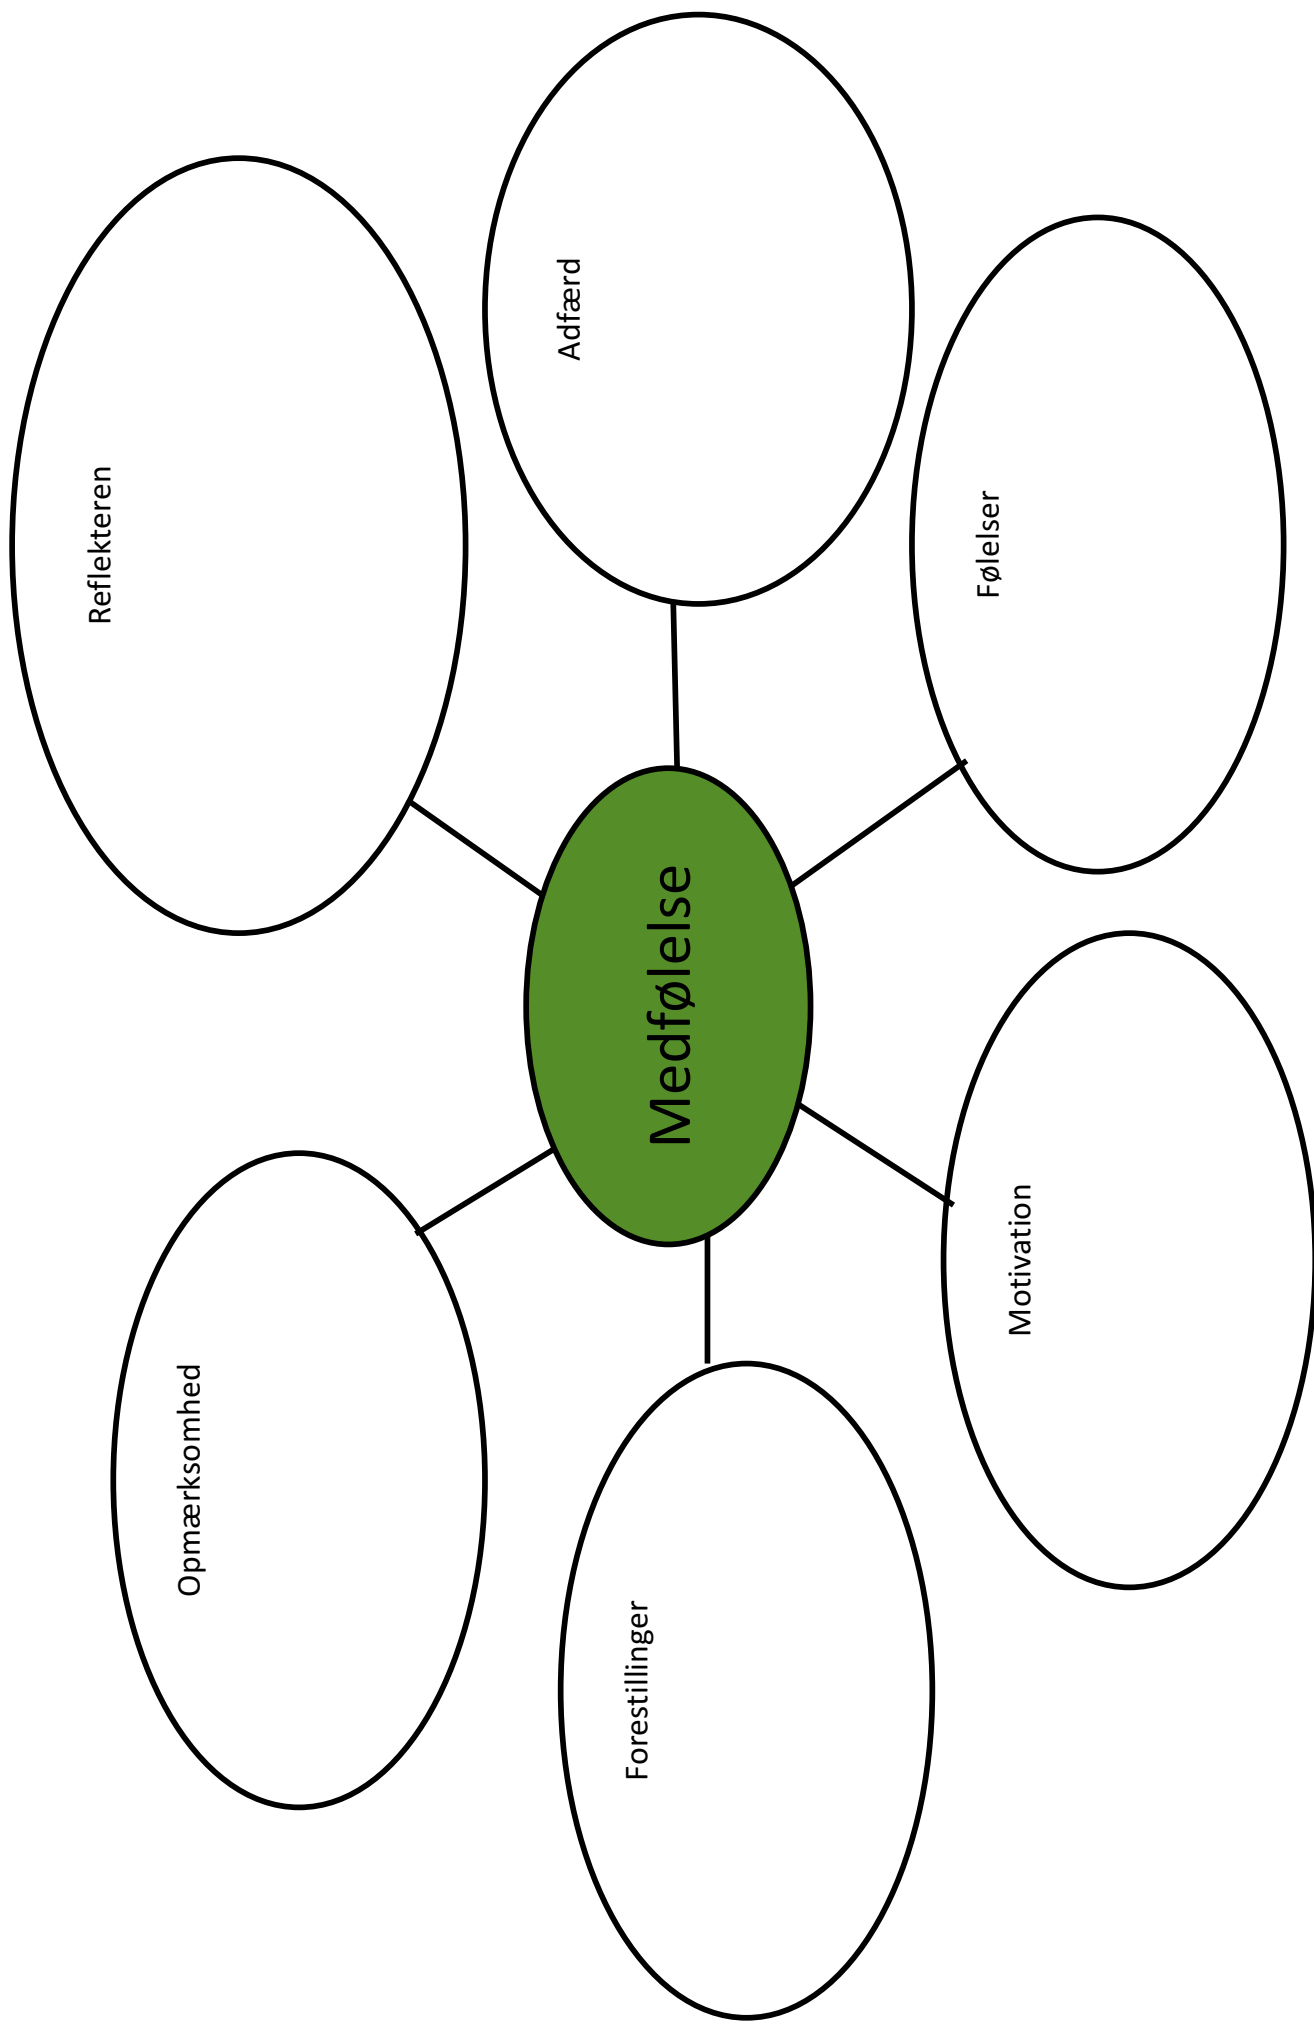 Opmærksomhed
Reflekteren
Forestillinger
Medfølelse
Adfærd
Motivation
Følelser